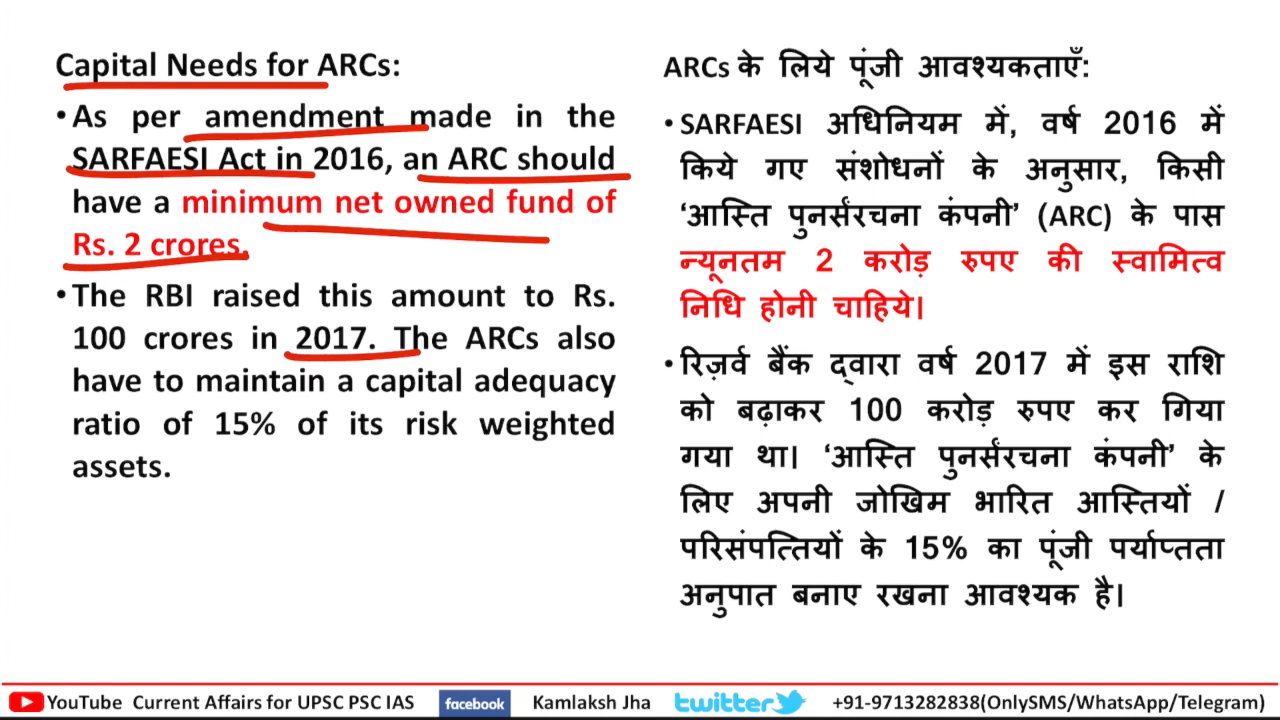 Capital Needs for ARCs:
• As per amendment made in the
SARFAESI Act in 2016, an ARC should
have a minimum net owned fund of
Rs. 2 crores.
• The RBI raised this amount to Rs.
100 crores in 2017. The ARCs also
have to maintain a capital adequacy
ratio of 15% of its risk weighted
assets.
ARCs के लिये पूंजी आवश्यकताएँ:
• SARFAESI अधिनियम में, वर्ष 2016 में
किये गए संशोधनों के अनुसार, किसी
‘आस्ति पुनर्संरचना कंपनी’ (ARC) के पास
न्यूनतम 2 करोड़ रुपए की स्वामित्व
निधि होनी चाहिये।
• रिज़र्व बैंक द्वारा वर्ष 2017 में इस राशि
को बढ़ाकर 100 करोड़ रुपए कर गिया
गया था। ‘आस्ति पुनर्संरचना कंपनी’ के
लिए अपनी जोखिम भारित आस्तियों /
परिसंपत्तियों के 15% का पूंजी पर्याप्तता
अनुपात बनाए रखना आवश्यक है।
YouTube Current Affairs for UPSC PSC IAS facebook Kamlaksh Jha twitter +91-9713282838(OnlySMS/WhatsApp/Telegram)